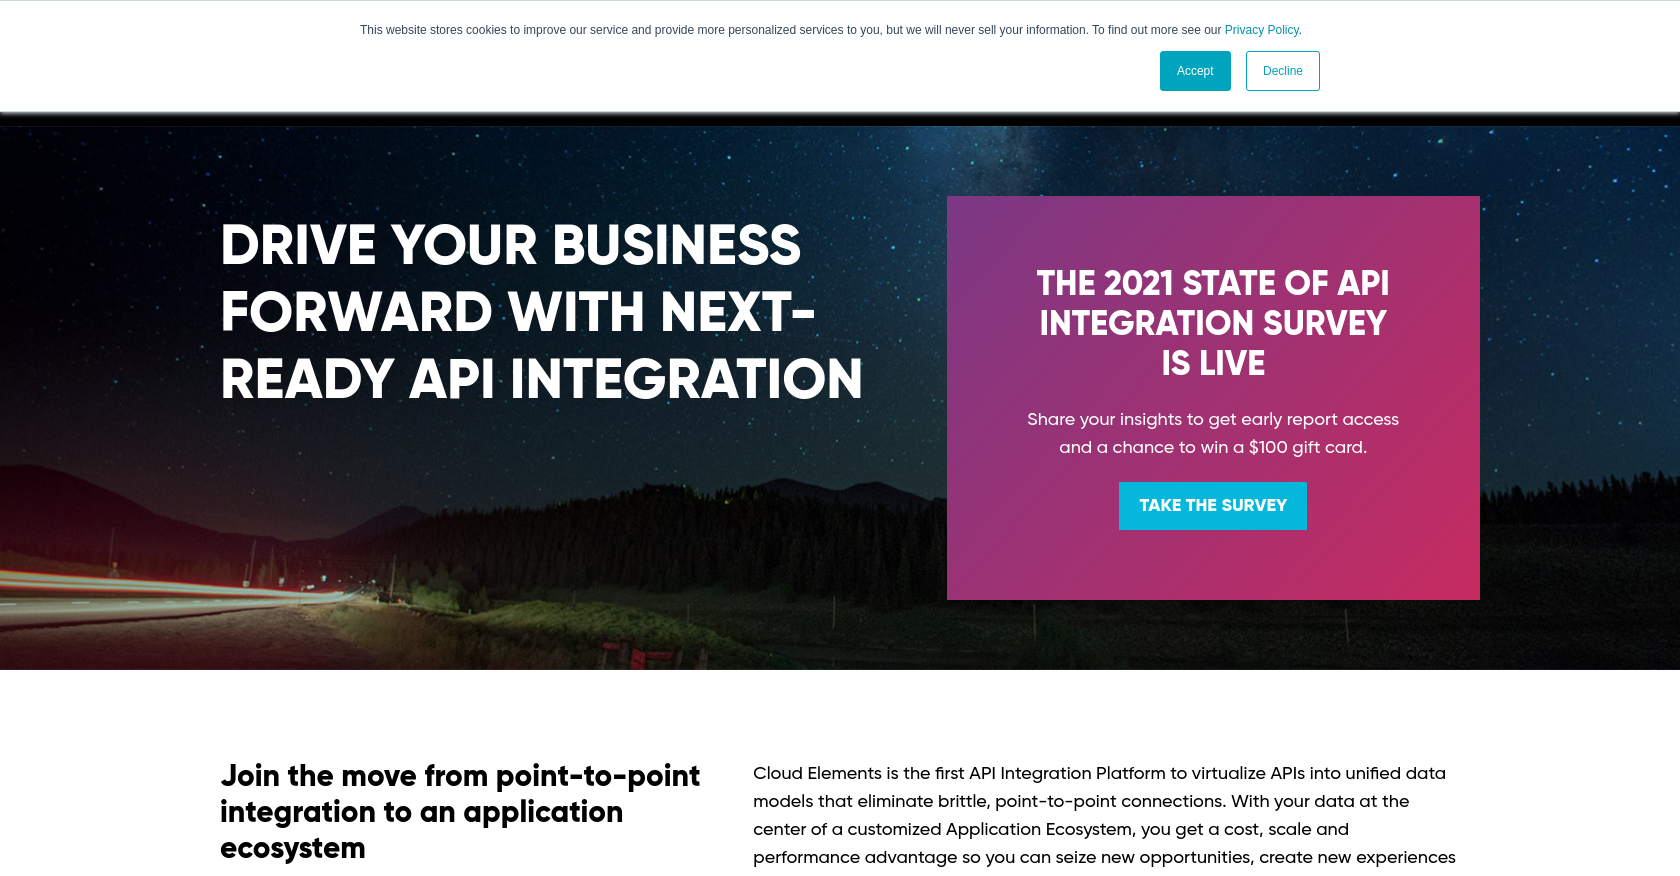 This website stores cookies to improve our service and provide more personalized services to you, but we will never sell your information. To find out more see our Privacy Policy.
Accept
Decline
DRIVE YOUR BUSINESS
FORWARD WITH NEXT-
READY API INTEGRATION
THE 2021 STATE OF API
INTEGRATION SURVEY
IS LIVE
Share your insights to get early report access
and a chance to win a $100 gift card.
TAKE THE SURVEY
Join the move from point-to-point
integration to an application
ecosystem
Cloud Elements is the first API Integration Platform to virtualize APIs into unified data
models that eliminate brittle, point-to-point connections. With your data at the
center of a customized Application Ecosystem, you get a cost, scale and
performance advantage so you can seize new opportunities, create new experiences